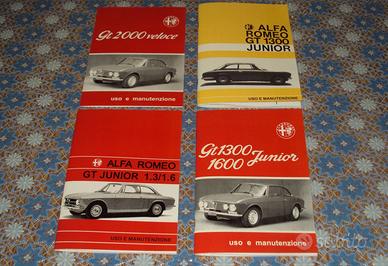 Gt 2000 veloce
uso e manutenzione
ALFA
ROMEO
GT 1300
JUNIOR
USO E MANUTENZIONE
ALFA ROMEO
GT JUNIOR 1.3/1.6
USO E MANUTENZIONE
Gt 1300 Junior
1600
uso e manutenzione
subito